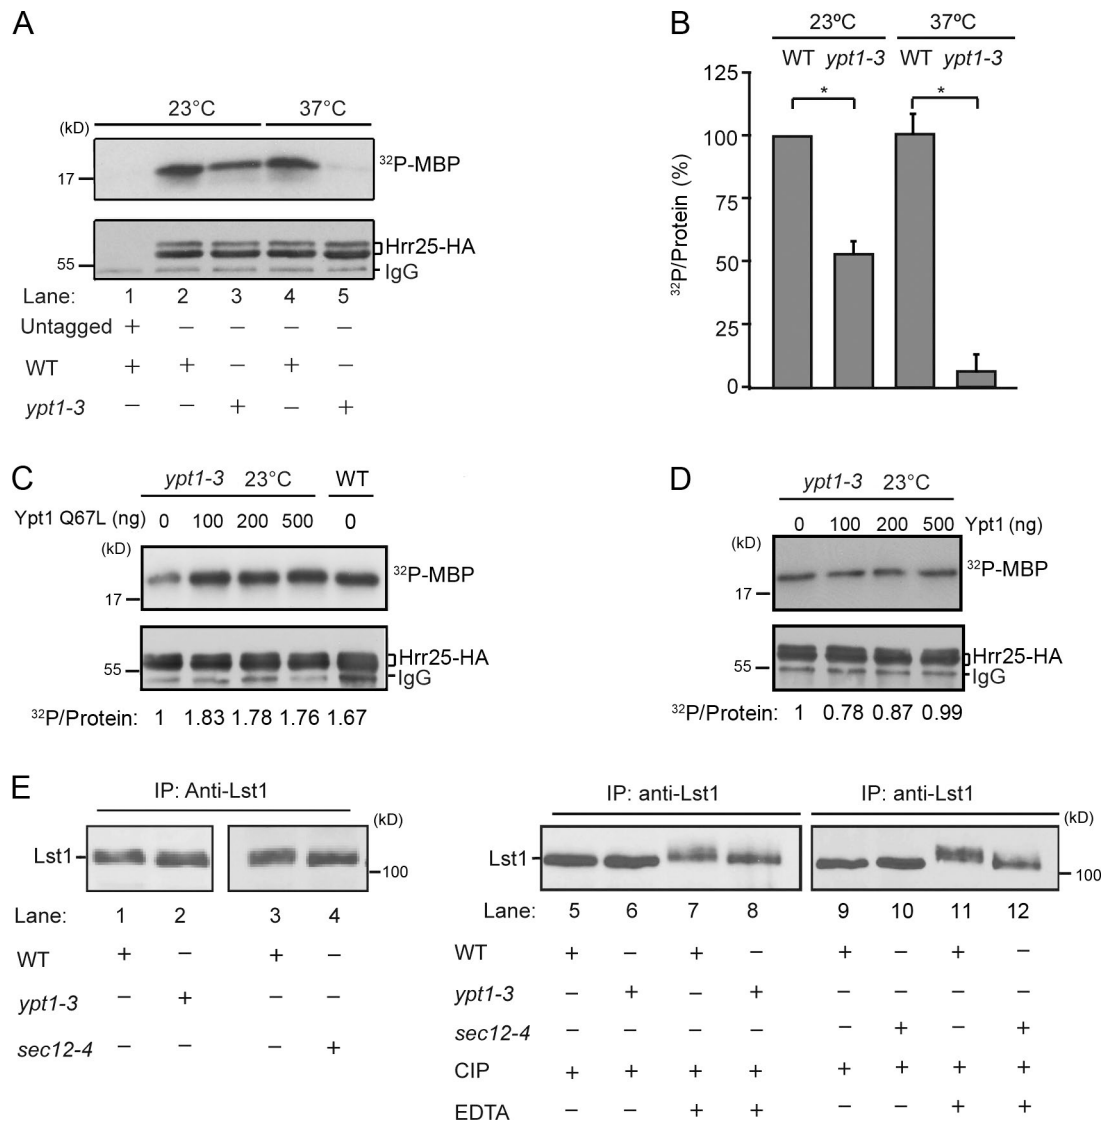 A
23°C 37°C
(kD)
32P-MBP
17
Hrr25-HA
55
IgG
Lane: 1 2 3 4 5
Untagged + – – – –
WT + + – + –
ypt1-3 – – + – +
B
23ºC 37ºC
WT ypt1-3 WT ypt1-3
125
* *
100
75
50
25
0
32P/Protein (%)
C
ypt1-3 23°C WT
Ypt1 Q67L (ng) 0 100 200 500 0
(kD)
32P-MBP
17
Hrr25-HA
55
IgG
32P/Protein: 1 1.83 1.78 1.76 1.67
D
ypt1-3 23°C
0 100 200 500 Ypt1 (ng)
(kD)
32P-MBP
17
Hrr25-HA
55
IgG
32P/Protein: 1 0.78 0.87 0.99
E
IP: Anti-Lst1
(kD)
Lst1
100
Lane: 1 2 3 4
WT + – + –
ypt1-3 – + – –
sec12-4 – – – +
IP: anti-Lst1 IP: anti-Lst1
(kD)
Lst1
100
Lane: 5 6 7 8 9 10 11 12
WT + – + – + – + –
ypt1-3 – + – + – – – –
sec12-4 – – – – – + – +
CIP + + + + + + + +
EDTA – – + + – – + +